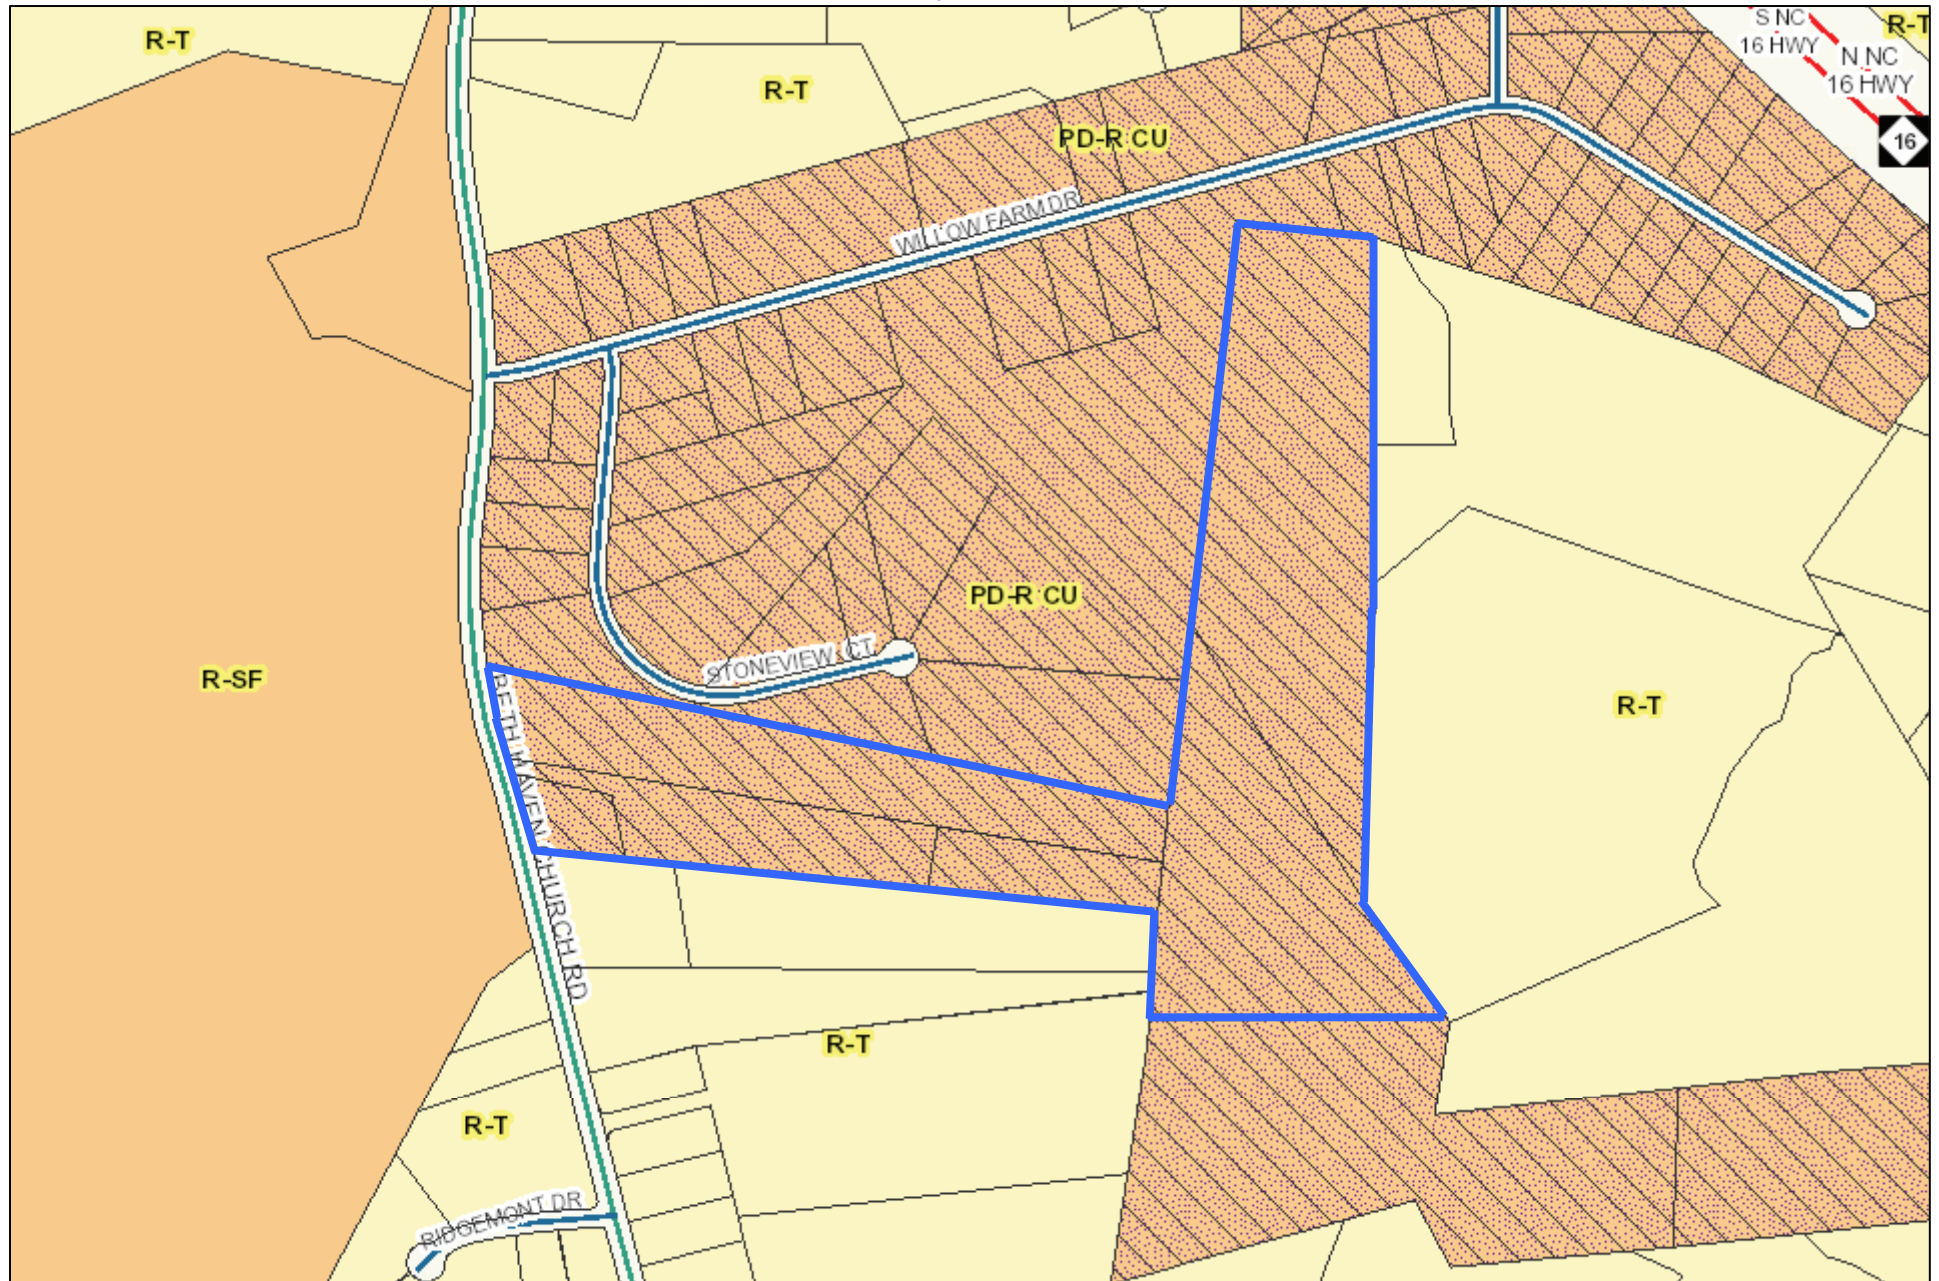 R-T
S NC
16 HWY
R-T
N NC
16 HWY
R-T
16
PD-R CU
WILLOW FARM DR
PD-R CU
STONEVIEW CT
R-SF
R-T
BETH HAVEN CHURCH RD
R-T
R-T
RIDGEMONT DR